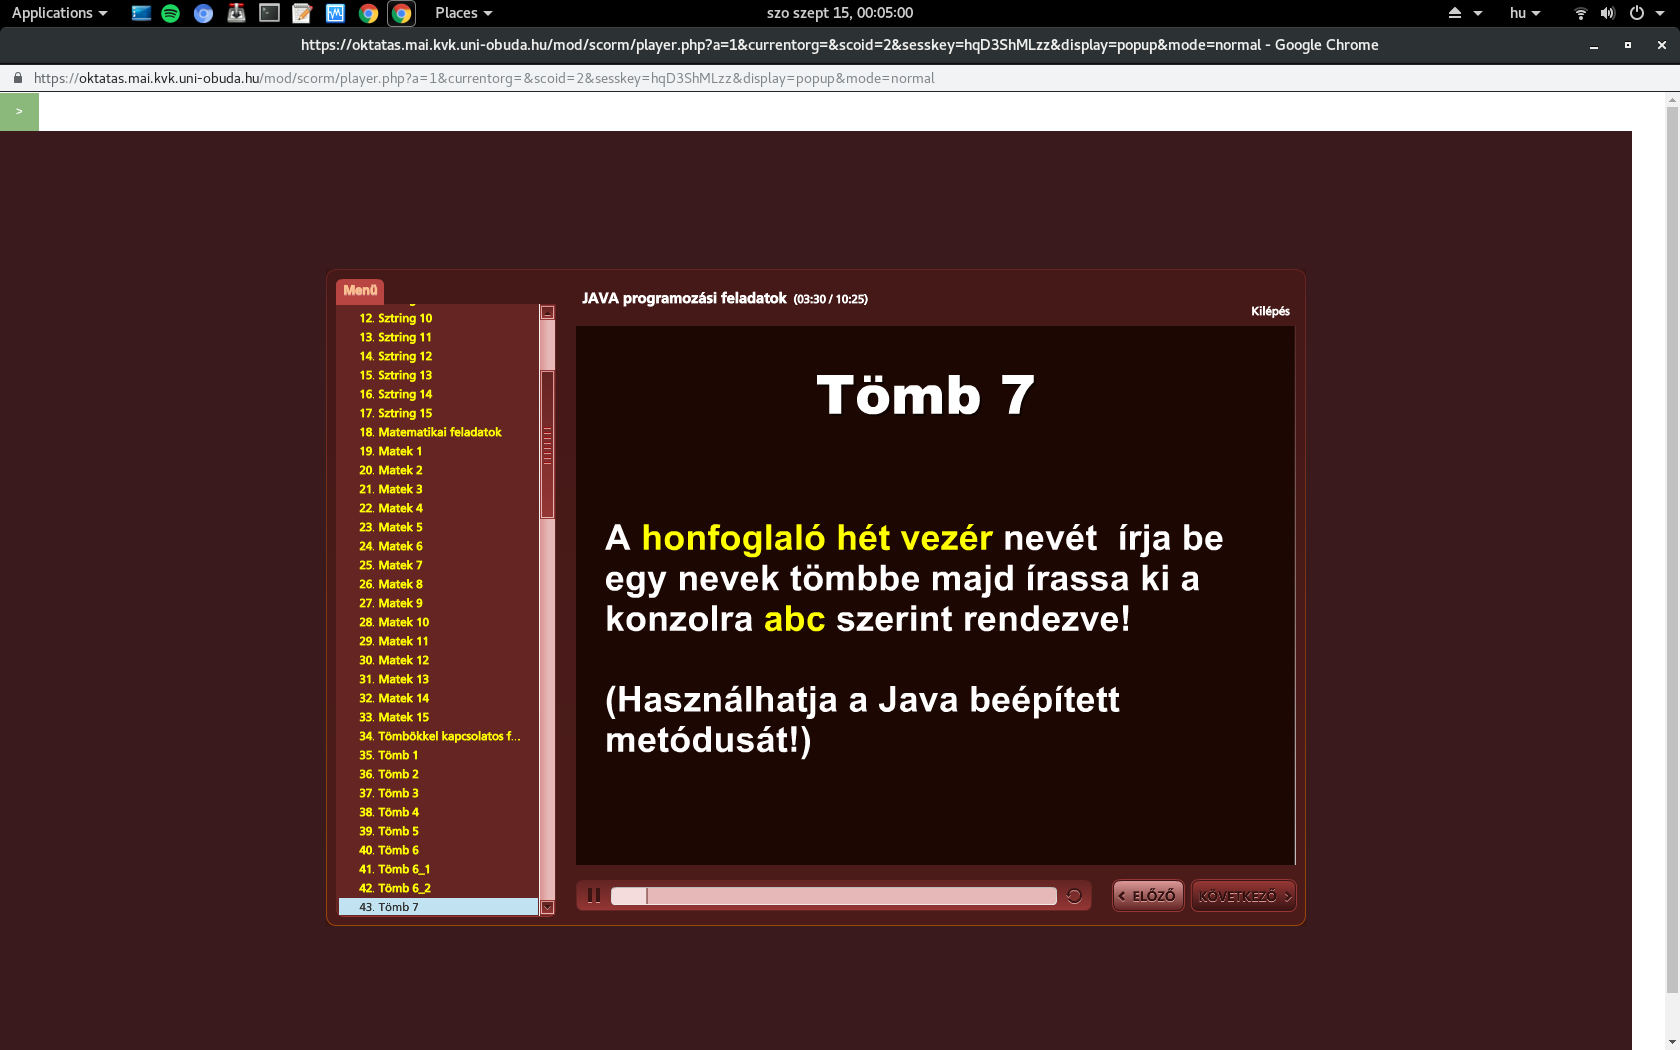 Applications
Places
szo szept 15, 00:05:00
hu
https://oktatas.mai.kvk.uni-obuda.hu/mod/scorm/player.php?a=1&currentorg=&scoid=2&sesskey=hqD3ShMLzz&display=popup&mode=normal - Google Chrome
https://oktatas.mai.kvk.uni-obuda.hu/mod/scorm/player.php?a=1&currentorg=&scoid=2&sesskey=hqD3ShMLzz&display=popup&mode=normal
>
Menü
12. Sztring 10
13. Sztring 11
14. Sztring 12
15. Sztring 13
16. Sztring 14
17. Sztring 15
18. Matematikai feladatok
19. Matek 1
20. Matek 2
21. Matek 3
22. Matek 4
23. Matek 5
24. Matek 6
25. Matek 7
26. Matek 8
27. Matek 9
28. Matek 10
29. Matek 11
30. Matek 12
31. Matek 13
32. Matek 14
33. Matek 15
34. Tömbökkel kapcsolatos f...
35. Tömb 1
36. Tömb 2
37. Tömb 3
38. Tömb 4
39. Tömb 5
40. Tömb 6
41. Tömb 6_1
42. Tömb 6_2
43. Tömb 7
JAVA programozási feladatok (03:30 / 10:25)
Kilépés
Tömb 7
A honfoglaló hét vezér nevét írja be
egy nevek tömbbe majd írassa ki a
konzolra abc szerint rendezve!
(Használhatja a Java beépített
metódusát!)
< ELŐZŐ
KÖVETKEZŐ >